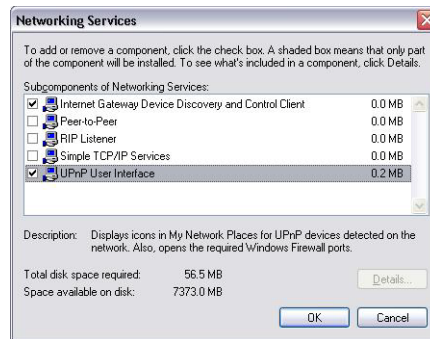 Networking Services
To add or remove a component, click the check box. A shaded box means that only part
of the component will be installed. To see what's included in a component, click Details.
Subcomponents of Networking Services:
Internet Gateway Device Discovery and Control Client 0.0 MB
Peer-to-Peer 0.0 MB
RIP Listener 0.0 MB
Simple TCP/IP Services 0.0 MB
UPnP User Interface 0.2 MB
Description: Displays icons in My Network Places for UPnP devices detected on the
network. Also, opens the required Windows Firewall ports.
Total disk space required: 56.5 MB
Details...
Space available on disk: 7373.0 MB
OK Cancel